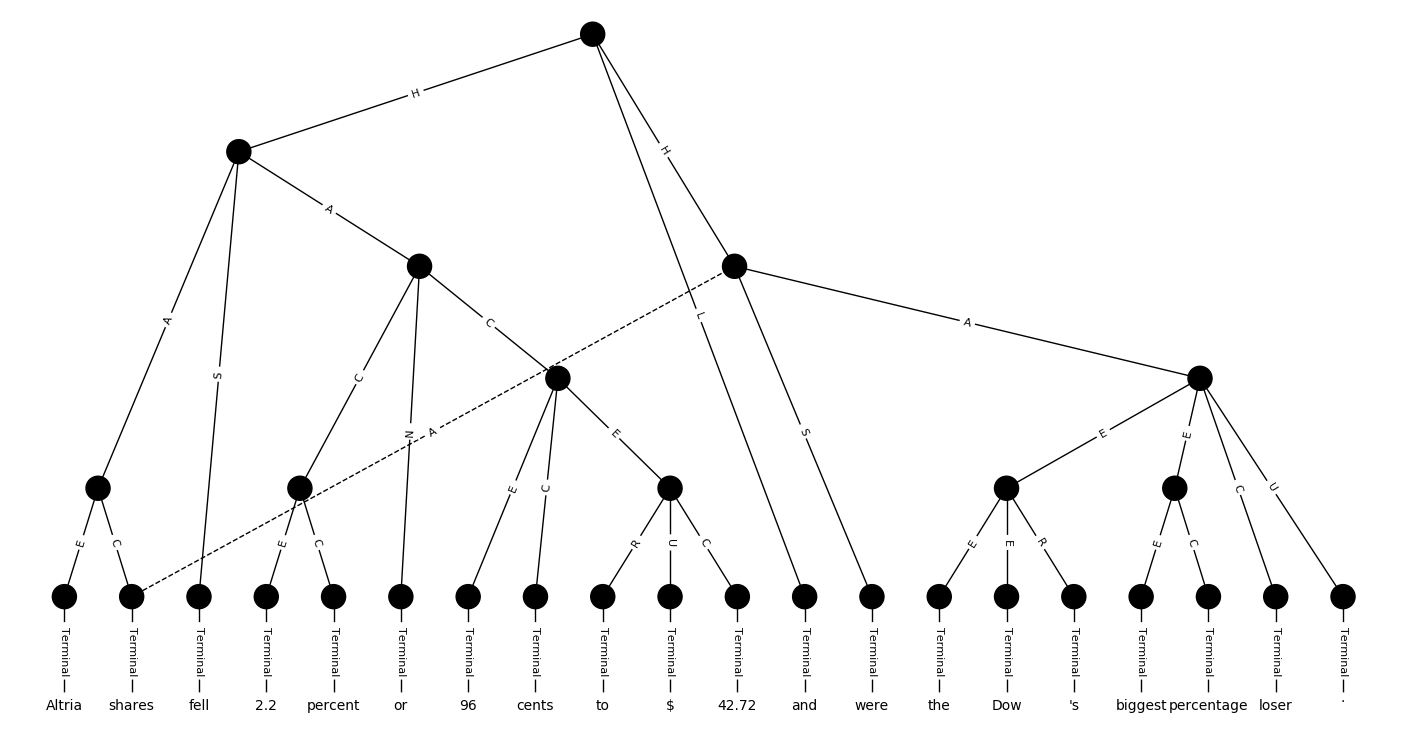 H
H
A
A
A
S
C
C
L
A
C
N
A
E
S
E
E
E
C
E
C
E
C
R
U
C
E
E
R
E
C
C
U
Terminal Terminal Terminal Terminal Terminal Terminal Terminal Terminal Terminal Terminal Terminal Terminal Terminal Terminal Terminal Terminal Terminal Terminal Terminal Terminal
Altria shares fell 2.2 percent or 96 cents to $ 42.72 and were the Dow 's biggest percentage loser .